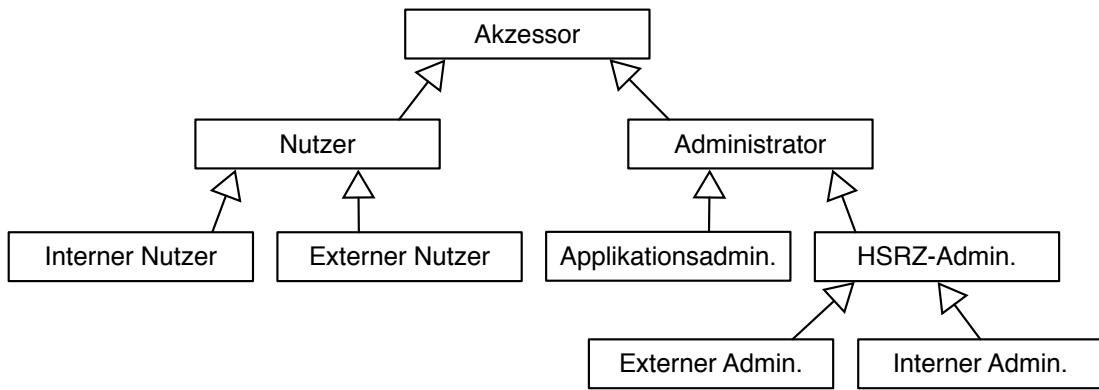 Akzessor
Nutzer
Administrator
Interner Nutzer
Externer Nutzer
Applikationsadmin.
HSRZ-Admin.
Externer Admin.
Interner Admin.